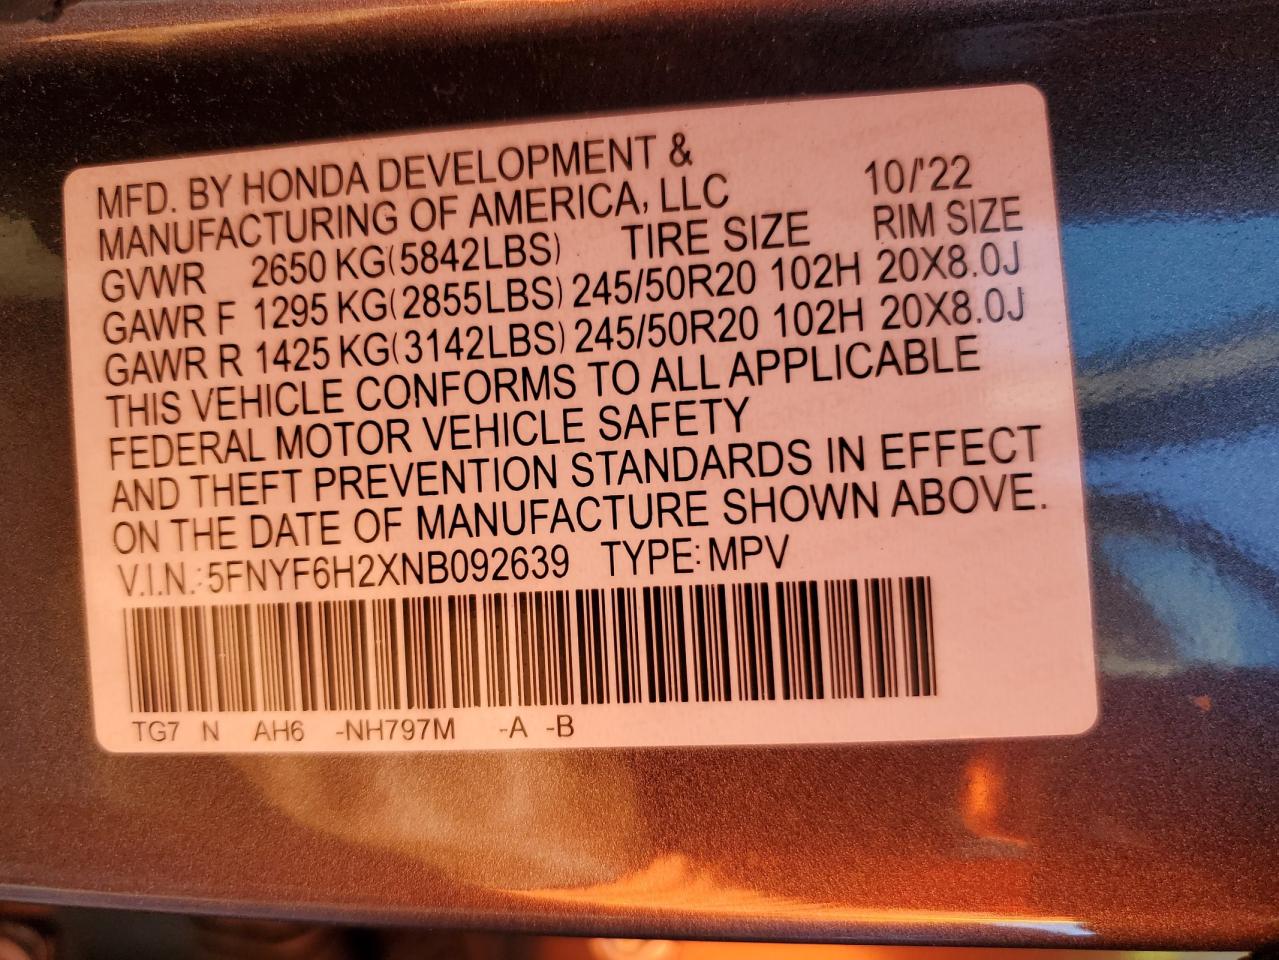 MFD. BY HONDA DEVELOPMENT &
MANUFACTURING OF AMERICA, LLC 10/'22
GVWR 2650 KG(5842LBS) TIRE SIZE RIM SIZE
GAWR F 1295 KG(2855LBS) 245/50R20 102H 20X8.0J
GAWR R 1425 KG(3142LBS) 245/50R20 102H 20X8.0J
THIS VEHICLE CONFORMS TO ALL APPLICABLE
FEDERAL MOTOR VEHICLE SAFETY
AND THEFT PREVENTION STANDARDS IN EFFECT
ON THE DATE OF MANUFACTURE SHOWN ABOVE.
V.I.N.:5FNYF6H2XNB092639 TYPE:MPV
TG7 N AH6 -NH797M -A -B